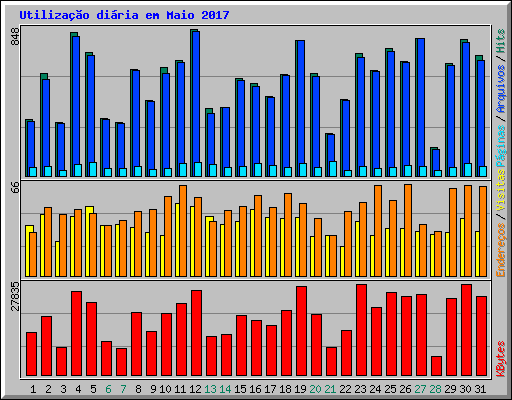 Utilização diária em Maio 2017
848
66
27835
Hits / Arquivos / Páginas
Endereços / Visitas
KBytes
1 2 3 4 5 6 7 8 9 10 11 12 13 14 15 16 17 18 19 20 21 22 23 24 25 26 27 28 29 30 31